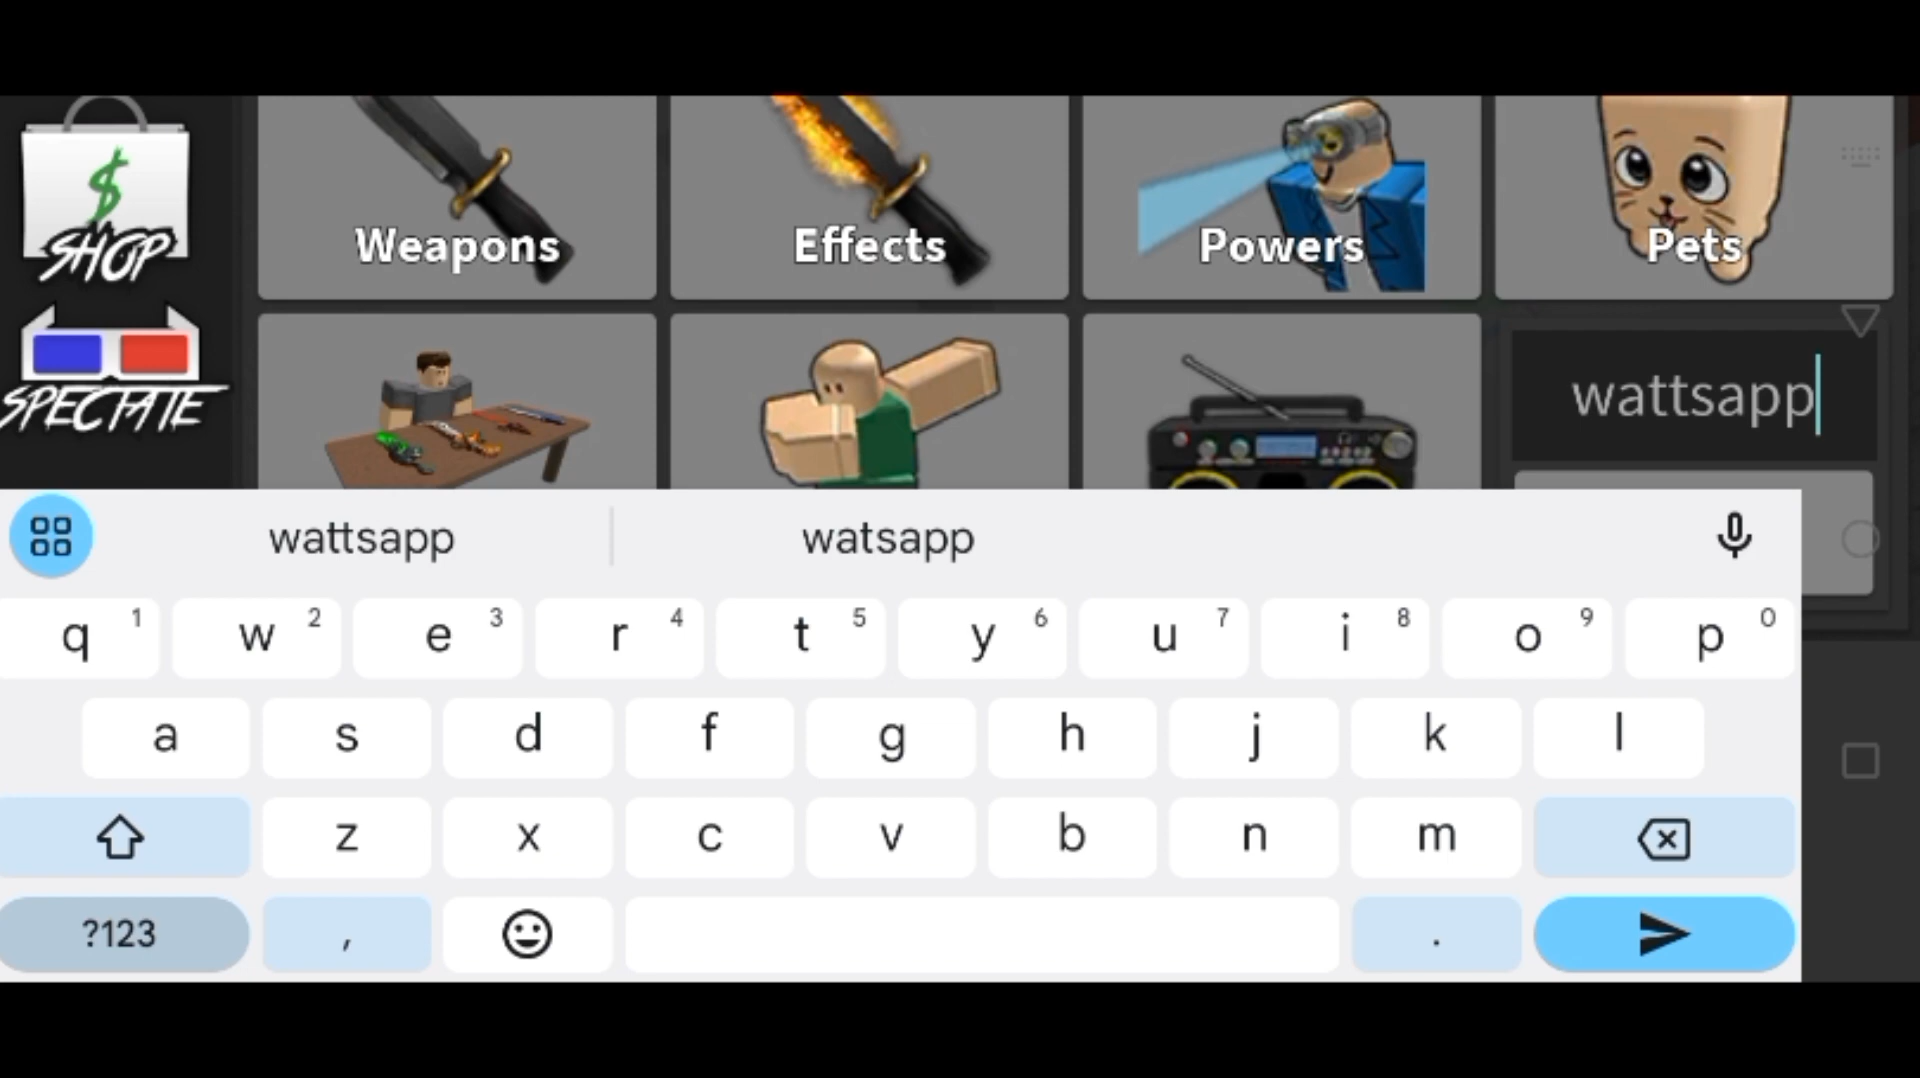 $
SHOP
SPECTATE
Weapons
Effects
Powers
Pets
wattsapp
wattsapp
watsapp
q 1
w 2
e 3
r 4
t 5
y 6
u 7
i 8
o 9
p 0
a
s
d
f
g
h
j
k
l
z
x
c
v
b
n
m
?123
,
.